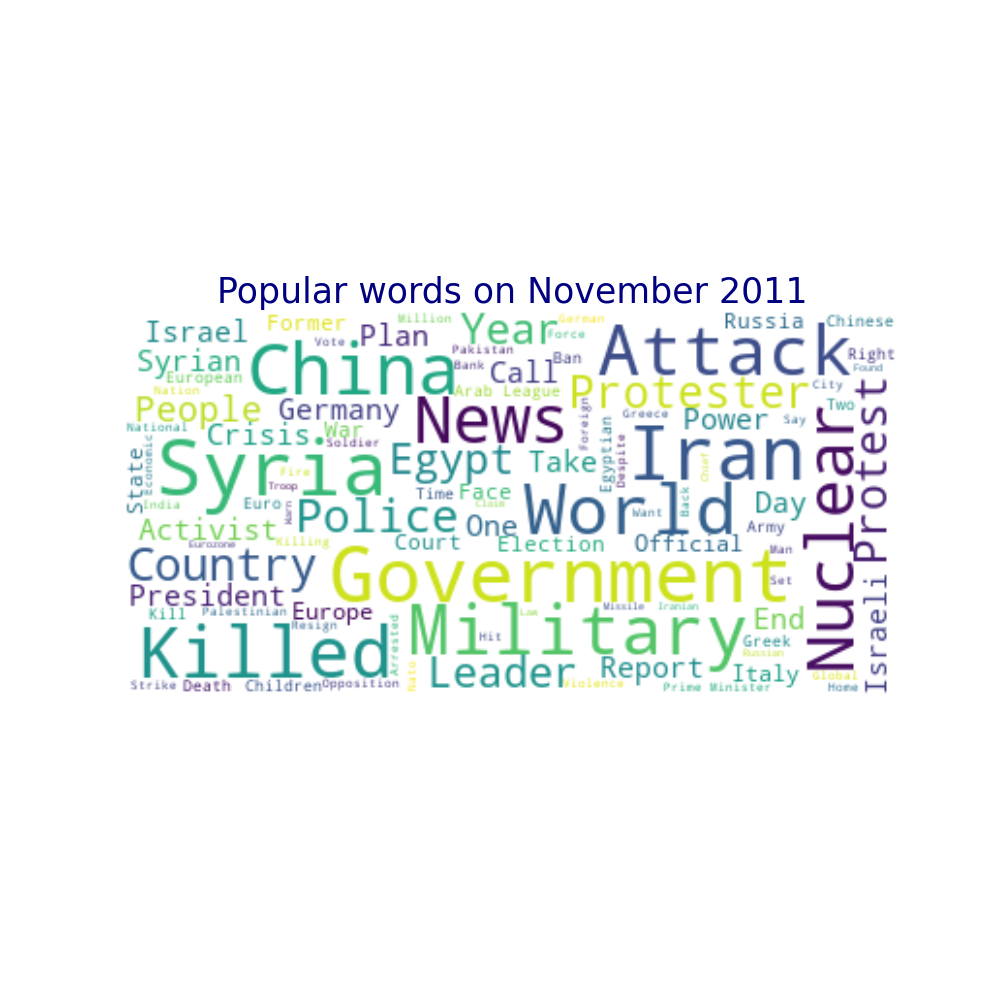 Popular words on November 2011
Israel
Former
Million
German
Year
Russia
Chinese
Vote
Plan
Force
Attack
Syrian
China
Pakistan
Bank
Call
Ban
Right
Found
European
Nation
Arab League
Protester
City
People
Germany
News
Foreign
Greece
Power
Two
Say
National
Crisis
War
Soldier
Egyptian
Despite
Iran
Nuclear
Protest
State
Economic
Syria
Fire
Troop
Egypt
Take
Chief
India
Euro
Warn
Time
Face
Claim
World
Want
Back
Day
Activist
Police
One
Army
Eurozone
Killing
Court
Election
Official
Man
Country
Government
Set
Israeli
President
Europe
Kill
Palestinian
Resign
Arrested
Military
Law
Missile
Iranian
End
Hit
Greek
Russian
Killed
Leader
Report
Italy
Global
Strike
Death
Children
Opposition
Nato
Violence
Prime Minister
Home